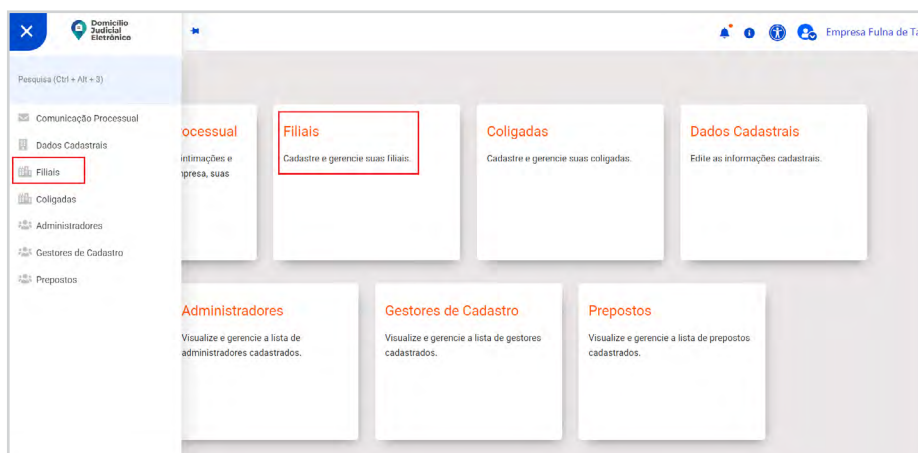 Domicílio
Judicial
Eletrônico
Empresa Fulna de Ta
Pesquisa (Ctrl + Alt + 3)
Comunicação Processual
Dados Cadastrais
Filiais
Coligadas
Administradores
Gestores de Cadastro
Prepostos
ocessual
intimações e
presa, suas
Filiais
Cadastre e gerencie suas filiais.
Coligadas
Cadastre e gerencie suas coligadas.
Dados Cadastrais
Edite as informações cadastrais.
Administradores
Visualize e gerencie a lista de
administradores cadastrados.
Gestores de Cadastro
Visualize e gerencie a lista de gestores
cadastrados.
Prepostos
Visualize e gerencie a lista de prepostos
cadastrados.